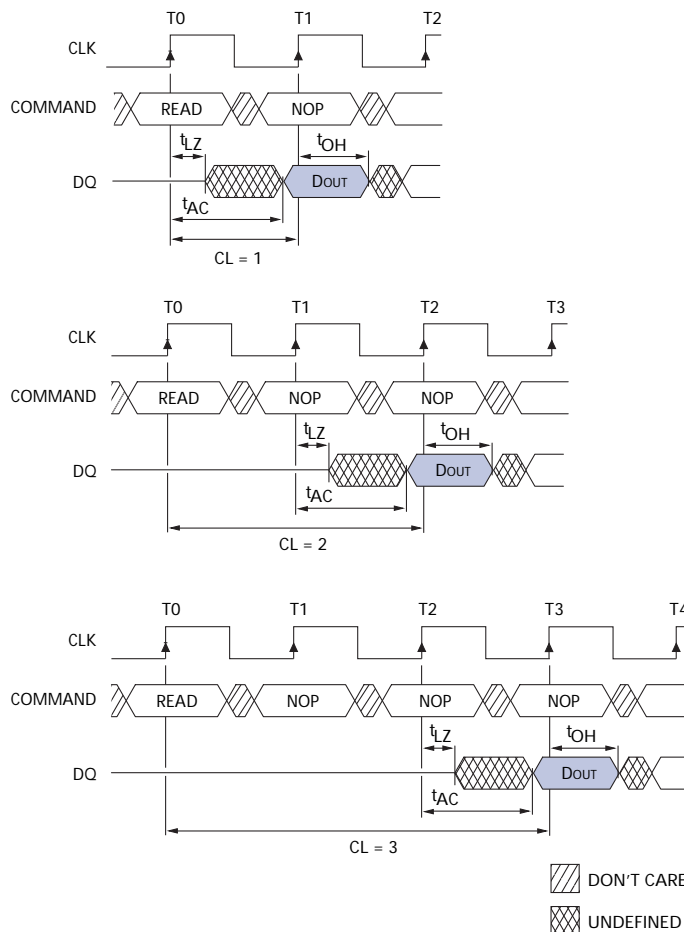 T0 T1 T2
CLK
COMMAND READ NOP
tLZ tOH
DQ DOUT
tAC
CL = 1
T0 T1 T2 T3
CLK
COMMAND READ NOP NOP
tLZ tOH
DQ DOUT
tAC
CL = 2
T0 T1 T2 T3 T4
CLK
COMMAND READ NOP NOP NOP
tLZ tOH
DQ DOUT
tAC
CL = 3
DON'T CARE
UNDEFINED